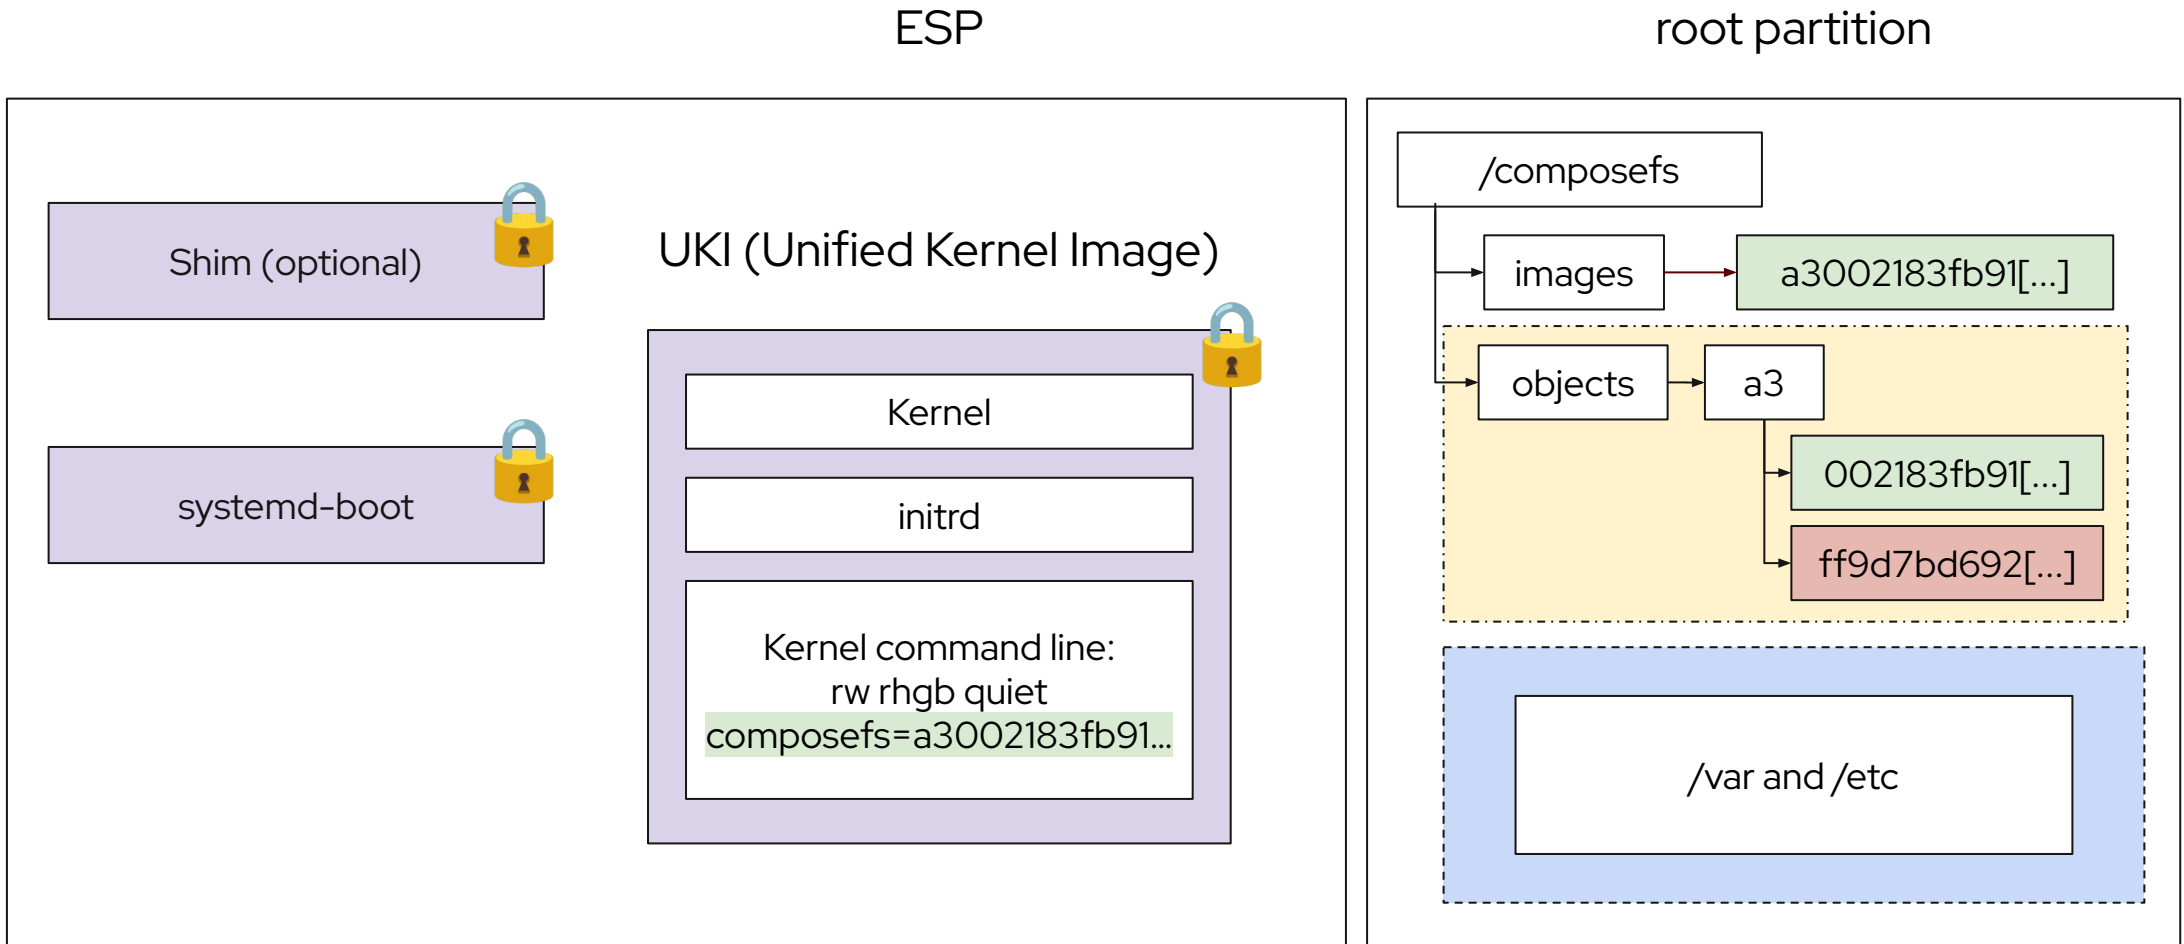 ESP
root partition
Shim (optional)
systemd-boot
UKI (Unified Kernel Image)
Kernel
initrd
Kernel command line:
rw rhgb quiet
composefs=a3002183fb91...
/composefs
images
a3002183fb91[...]
objects
a3
002183fb91[...]
ff9d7bd692[...]
/var and /etc